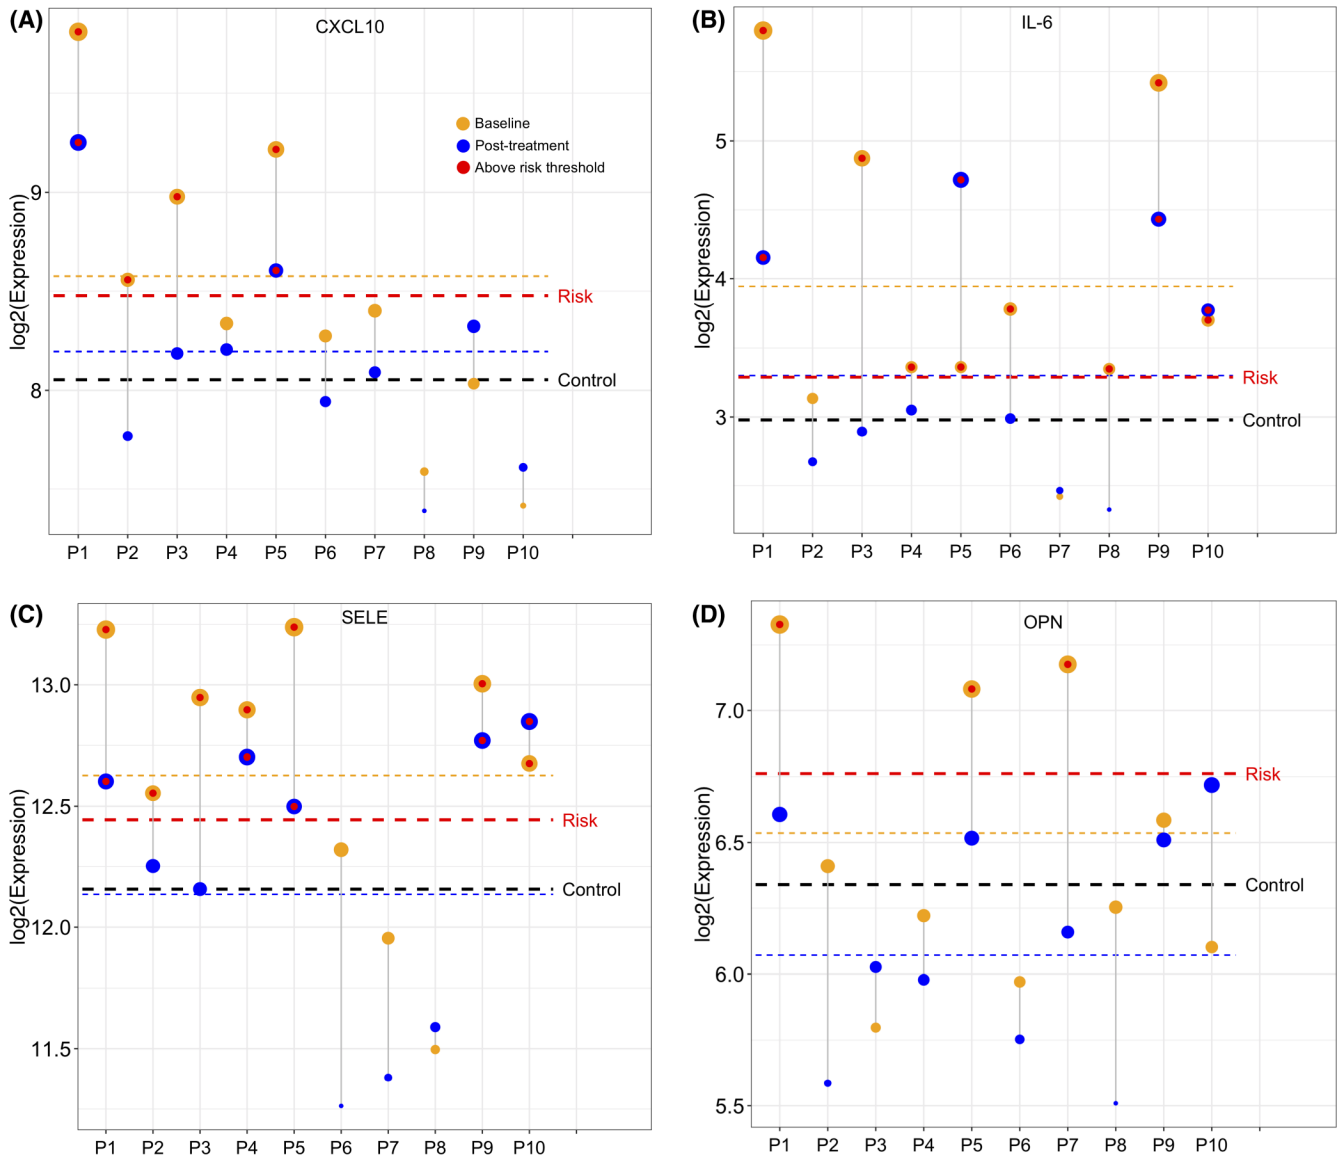 (A)
CXCL10
log2(Expression)
9
8
Baseline
Post-treatment
Above risk threshold
Risk
Control
P1 P2 P3 P4 P5 P6 P7 P8 P9 P10
(B)
IL-6
log2(Expression)
5
4
3
Risk
Control
P1 P2 P3 P4 P5 P6 P7 P8 P9 P10
(C)
SELE
log2(Expression)
13.0
12.5
12.0
11.5
Risk
Control
P1 P2 P3 P4 P5 P6 P7 P8 P9 P10
(D)
OPN
log2(Expression)
7.0
6.5
6.0
5.5
Risk
Control
P1 P2 P3 P4 P5 P6 P7 P8 P9 P10